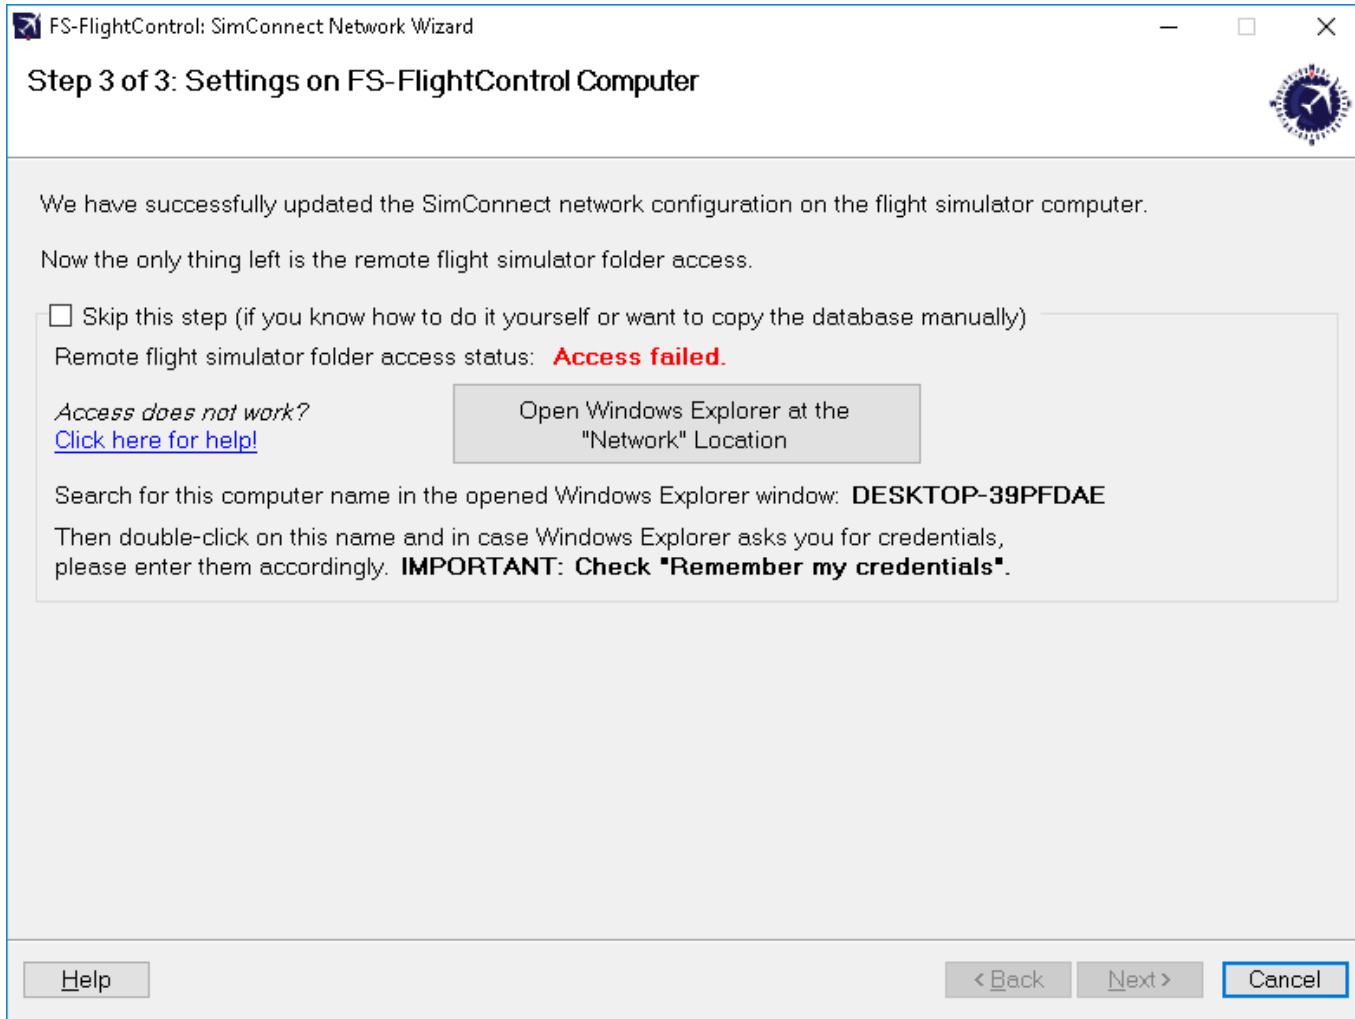 FS-FlightControl: SimConnect Network Wizard
Step 3 of 3: Settings on FS-FlightControl Computer
We have successfully updated the SimConnect network configuration on the flight simulator computer.
Now the only thing left is the remote flight simulator folder access.
Skip this step (if you know how to do it yourself or want to copy the database manually)
Remote flight simulator folder access status: Access failed.
Access does not work?
Click here for help!
Open Windows Explorer at the
"Network" Location
Search for this computer name in the opened Windows Explorer window: DESKTOP-39PFDAE
Then double-click on this name and in case Windows Explorer asks you for credentials,
please enter them accordingly. IMPORTANT: Check "Remember my credentials".
Help
< Back
Next >
Cancel